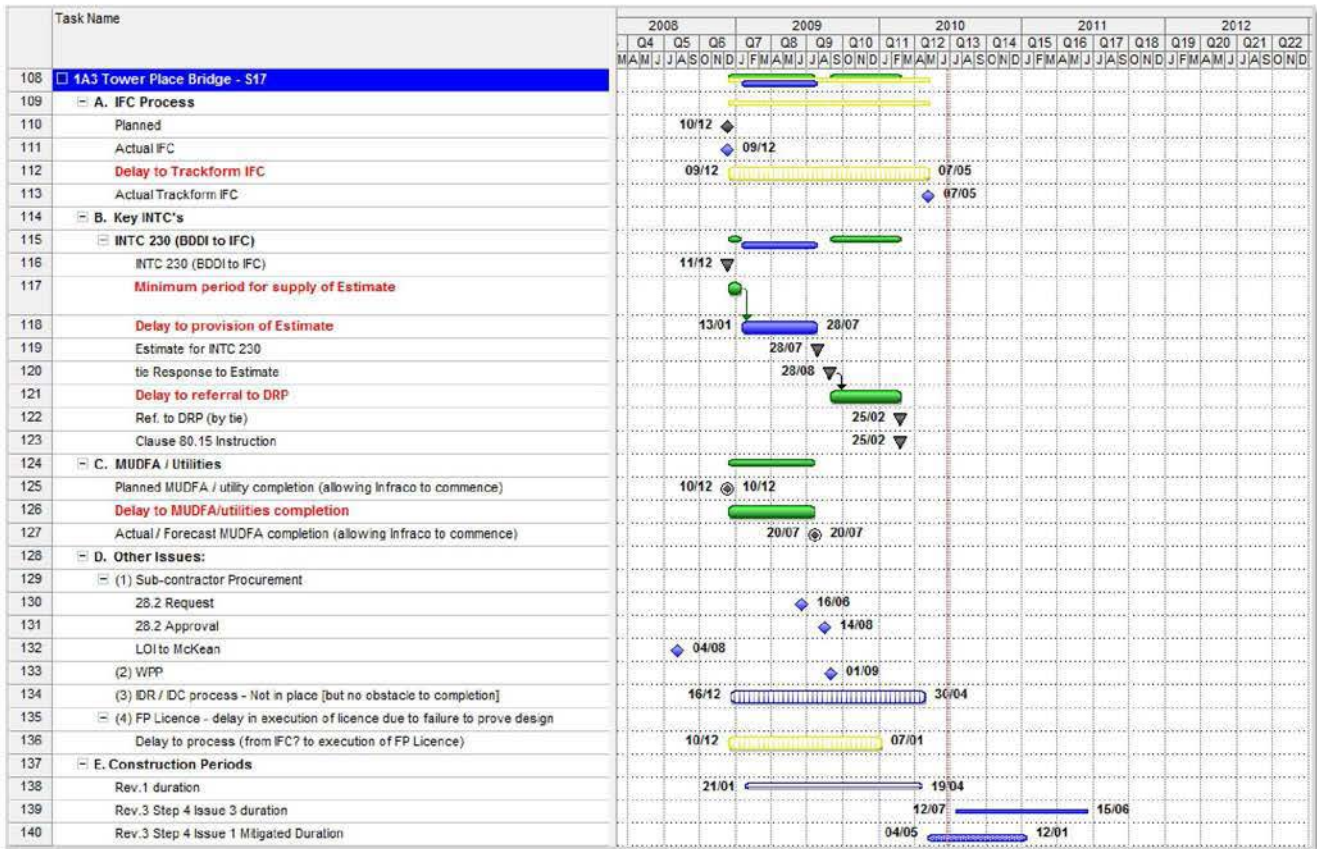 Task Name
2008 2009 2010 2011 2012
Q4 Q5 Q6 Q7 Q8 Q9 Q10 Q11 Q12 Q13 Q14 Q15 Q16 Q17 Q18 Q19 Q20 Q21 Q22
M A M J J A S O N D J F M A M J J A S O N D J F M A M J J A S O N D J F M A M J J A S O N D J F M A M J J A S O N D
108 1A3 Tower Place Bridge - S17
109 A. IFC Process
110 Planned 10/12
111 Actual IFC 09/12
112 Delay to Trackform IFC 09/12 07/05
113 Actual Trackform IFC 07/05
114 B. Key INTC's
115 INTC 230 (BDDI to IFC)
116 INTC 230 (BDDI to IFC) 11/12
117 Minimum period for supply of Estimate
118 Delay to provision of Estimate 13/01 28/07
119 Estimate for INTC 230 28/07
120 tie Response to Estimate 28/08
121 Delay to referral to DRP
122 Ref. to DRP (by tie) 25/02
123 Clause 80.15 Instruction 25/02
124 C. MUDFA / Utilities
125 Planned MUDFA / utility completion (allowing Infraco to commence) 10/12 10/12
126 Delay to MUDFA/utilities completion
127 Actual / Forecast MUDFA completion (allowing Infraco to commence) 20/07 20/07
128 D. Other Issues:
129 (1) Sub-contractor Procurement
130 28.2 Request 16/06
131 28.2 Approval 14/08
132 LOI to McKean 04/08
133 (2) WPP 01/09
134 (3) IDR / IDC process - Not in place [but no obstacle to completion] 16/12 30/04
135 (4) FP Licence - delay in execution of licence due to failure to prove design
136 Delay to process (from IFC? to execution of FP Licence) 10/12 07/01
137 E. Construction Periods
138 Rev.1 duration 21/01 19/04
139 Rev.3 Step 4 Issue 3 duration 12/07 15/06
140 Rev.3 Step 4 Issue 1 Mitigated Duration 04/05 12/01